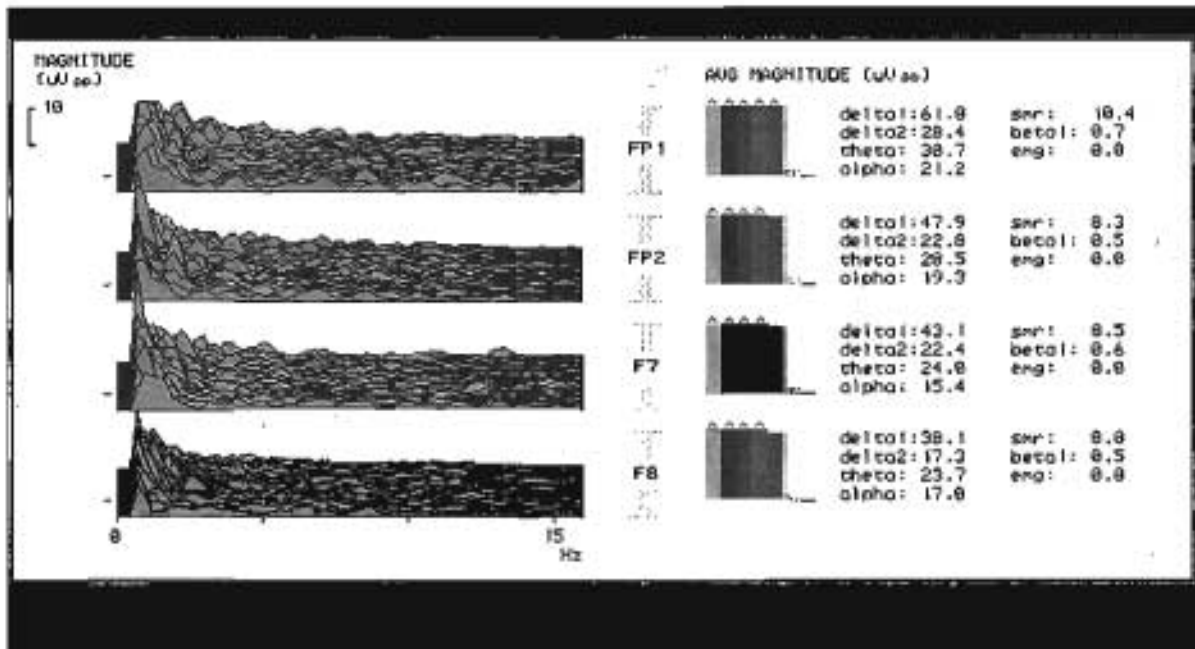 MAGNITUDE
(uV pp)
10
0
15
Hz
FP1
FP2
F7
F8
AVG MAGNITUDE (uV pp)
delta1:61.0
delta2:28.4
theta: 30.7
alpha: 21.2
smr: 10.4
beta1: 0.7
emg: 0.0
delta1:47.9
delta2:22.8
theta: 28.5
alpha: 19.3
smr: 8.3
beta1: 0.5
emg: 0.0
delta1:43.1
delta2:22.4
theta: 24.0
alpha: 15.4
smr: 8.5
beta1: 0.6
emg: 0.0
delta1:38.1
delta2:17.3
theta: 23.7
alpha: 17.0
smr: 8.0
beta1: 0.5
emg: 0.0